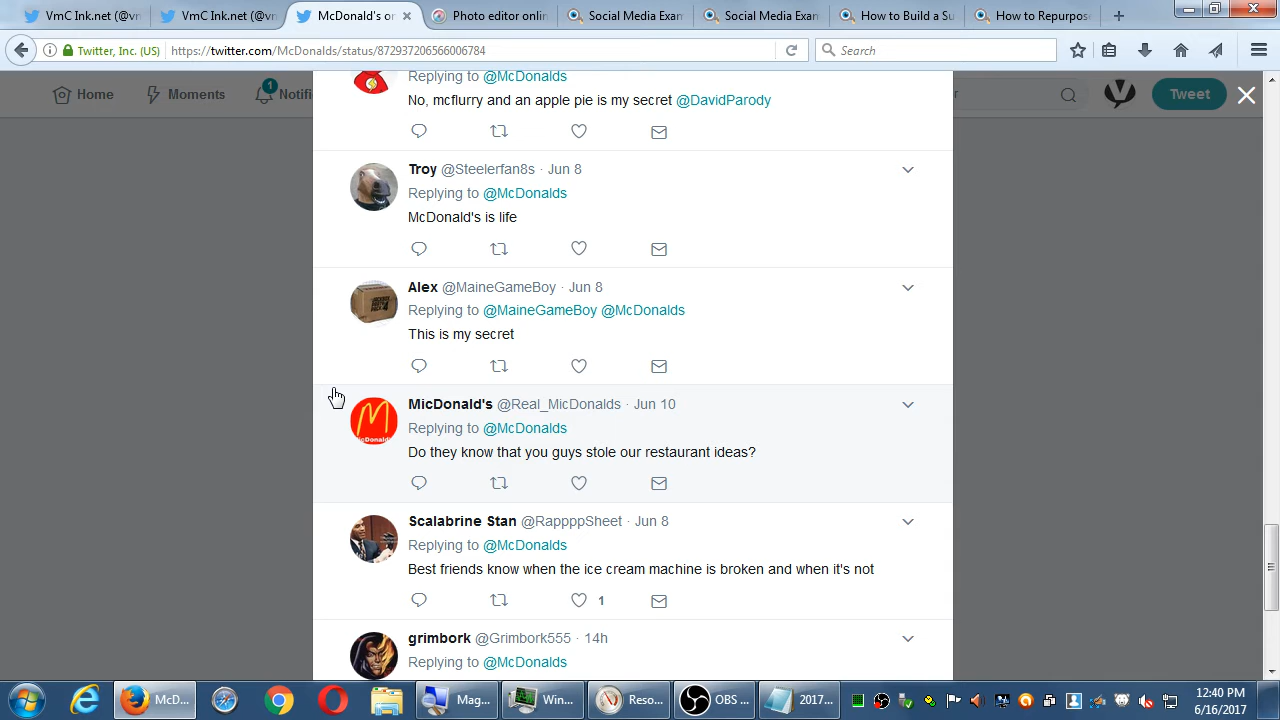 VmC Ink.net (@vm
VmC Ink.net (@vm
McDonald's or
Photo editor onlin
Social Media Exam
Social Media Exam
How to Build a Su
How to Repurpose
Twitter, Inc. (US)
https://twitter.com/McDonalds/status/872937206566006784
Search
Home
Moments
1
Notifi
r
Tweet
Replying to @McDonalds
No, mcflurry and an apple pie is my secret @DavidParody
Troy @Steelerfan8s · Jun 8
Replying to @McDonalds
McDonald's is life
Alex @MaineGameBoy · Jun 8
Replying to @MaineGameBoy @McDonalds
This is my secret
MicDonald's @Real_MicDonalds · Jun 10
Replying to @McDonalds
Do they know that you guys stole our restaurant ideas?
Scalabrine Stan @RappppSheet · Jun 8
Replying to @McDonalds
Best friends know when the ice cream machine is broken and when it's not
1
grimbork @Grimbork555 · 14h
Replying to @McDonalds
McD...
Mag...
Win...
Reso...
OBS ...
2017...
12:40 PM
6/16/2017